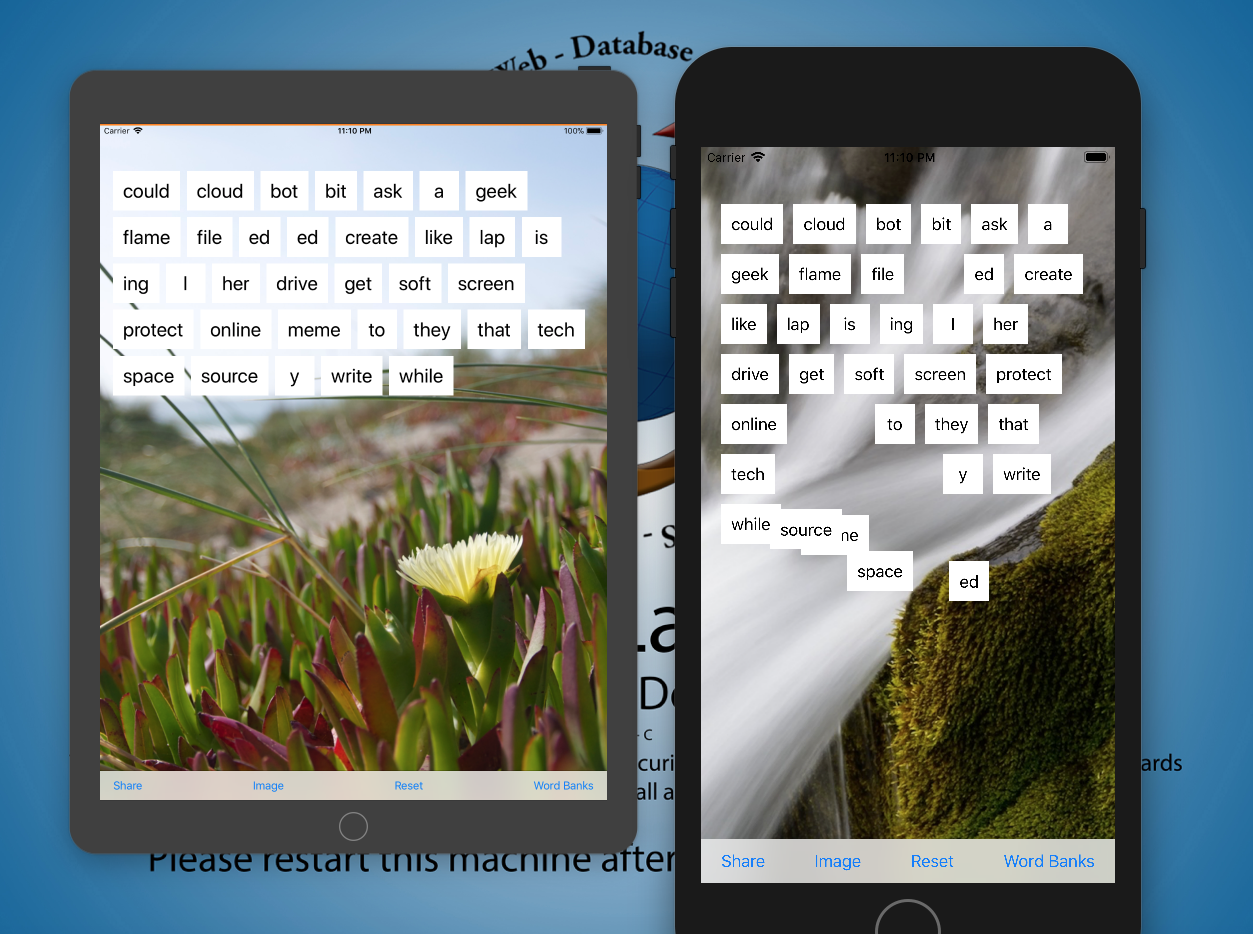 Web - Database
Carrier 11:10 PM 100%
could cloud bot bit ask a geek
flame file ed ed create like lap is
ing I her drive get soft screen
protect online meme to they that tech
space source y write while
Share Image Reset Word Banks
Carrier 11:10 PM
could cloud bot bit ask a
geek flame file ed create
like lap is ing I her
drive get soft screen protect
online to they that
tech y write
while source me
space ed
Share Image Reset Word Banks
- C
all a
Please restart this machine after